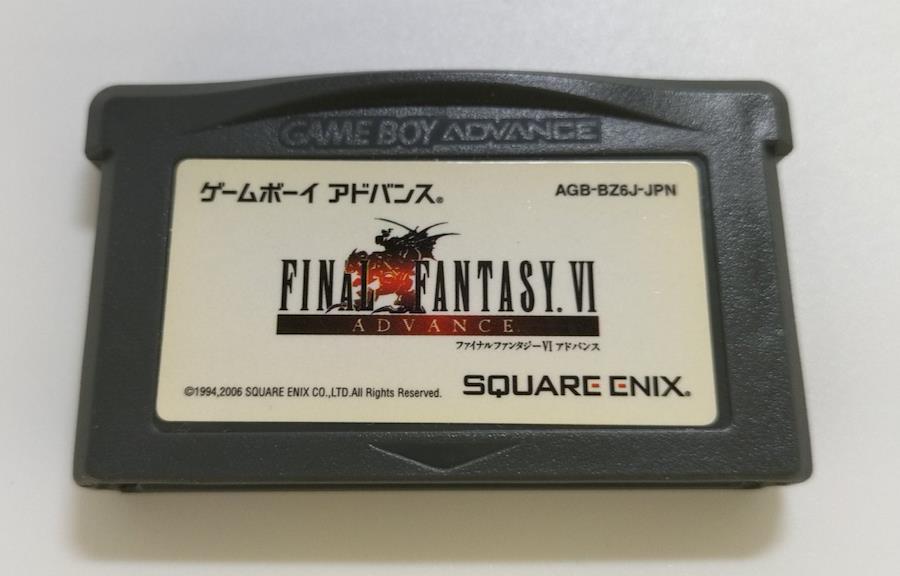 GAME BOY ADVANCE
ゲームボーイ アドバンス®
AGB-BZ6J-JPN
FINAL FANTASY. VI
ADVANCE
ファイナルファンタジーVI アドバンス
©1994,2006 SQUARE ENIX CO.,LTD.All Rights Reserved.
SQUARE ENIX®